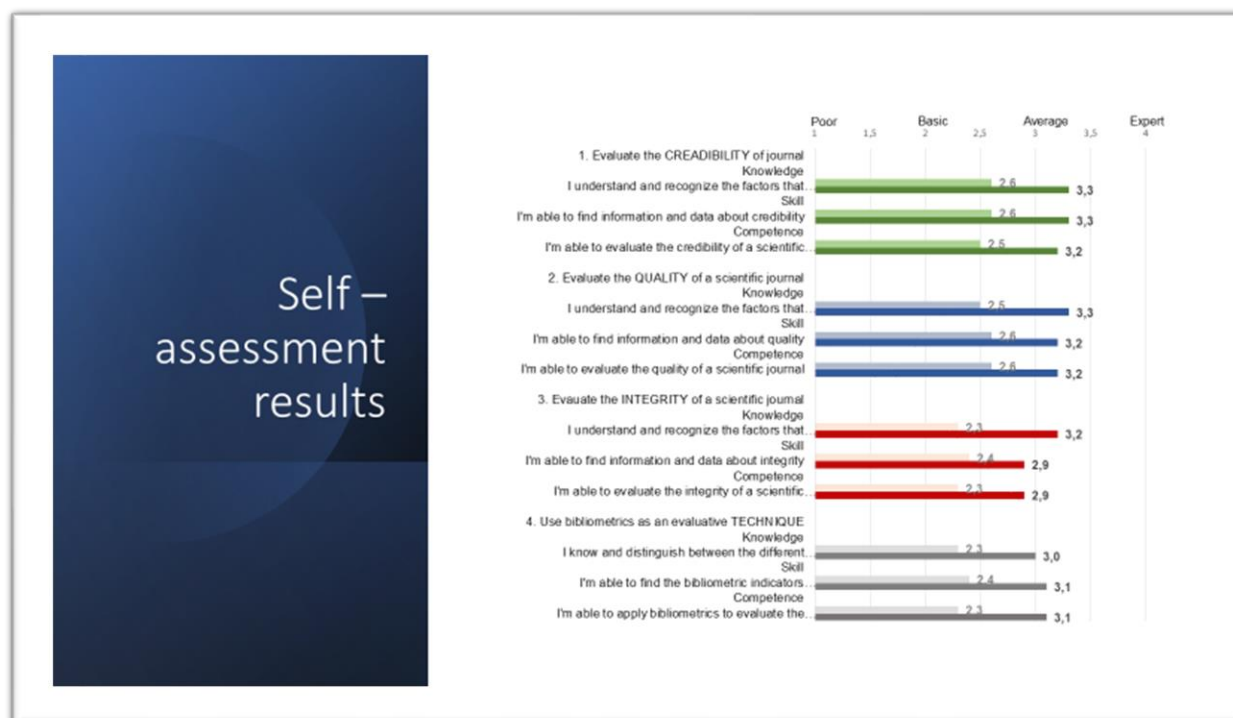 Self –
assessment
results
Poor Basic Average Expert
1 1,5 2 2,5 3 3,5 4
1. Evaluate the CREADIBILITY of journal
Knowledge
I understand and recognize the factors that... 2,6 3,3
Skill
I'm able to find information and data about credibility 2,6 3,3
Competence
I'm able to evaluate the credibility of a scientific... 2,5 3,2
2. Evaluate the QUALITY of a scientific journal
Knowledge
I understand and recognize the factors that... 2,5 3,3
Skill
I'm able to find information and data about quality 2,6 3,2
Competence
I'm able to evaluate the quality of a scientific journal 2,6 3,2
3. Evauate the INTEGRITY of a scientific journal
Knowledge
I understand and recognize the factors that... 2,3 3,2
Skill
I'm able to find information and data about integrity 2,4 2,9
Competence
I'm able to evaluate the integrity of a scientific... 2,3 2,9
4. Use bibliometrics as an evaluative TECHNIQUE
Knowledge
I know and distinguish between the different... 2,3 3,0
Skill
I'm able to find the bibliometric indicators... 2,4 3,1
Competence
I'm able to apply bibliometrics to evaluate the... 2,3 3,1